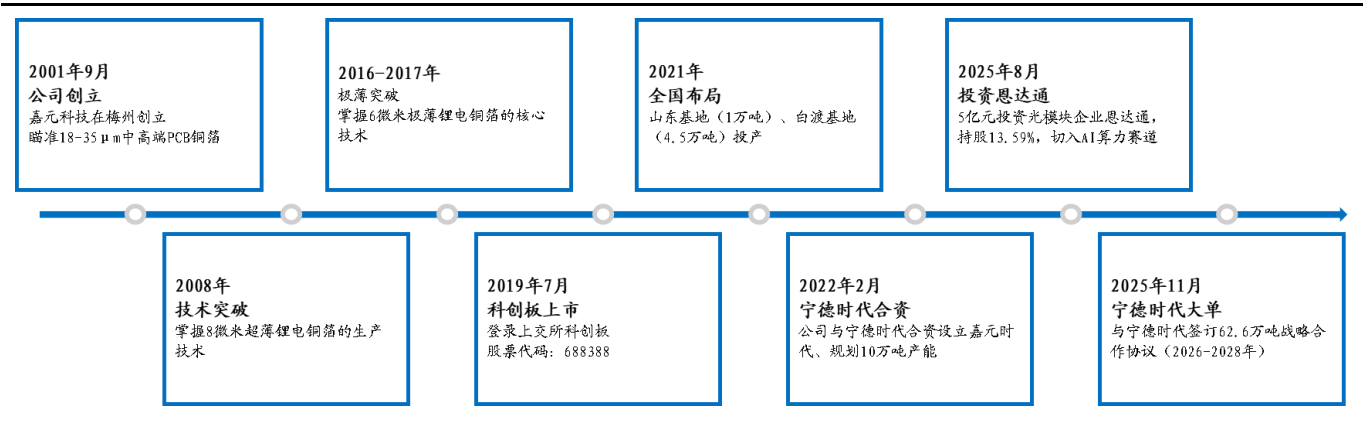 2001年9月
公司创立
嘉元科技在梅州创立
瞄准18-35μm中高端PCB铜箔
2008年
技术突破
掌握8微米超薄锂电铜箔的生产
技术
2016-2017年
极薄突破
掌握6微米极薄锂电铜箔的核心
技术
2019年7月
科创板上市
登录上交所科创板
股票代码：688388
2021年
全国布局
山东基地（1万吨）、白渡基地
（4.5万吨）投产
2022年2月
宁德时代合资
公司与宁德时代合资设立嘉元时
代、规划10万吨产能
2025年8月
投资恩达通
5亿元投资光模块企业恩达通，
持股13.59%，切入AI算力赛道
2025年11月
宁德时代大单
与宁德时代签订62.6万吨战略合
作协议（2026-2028年）